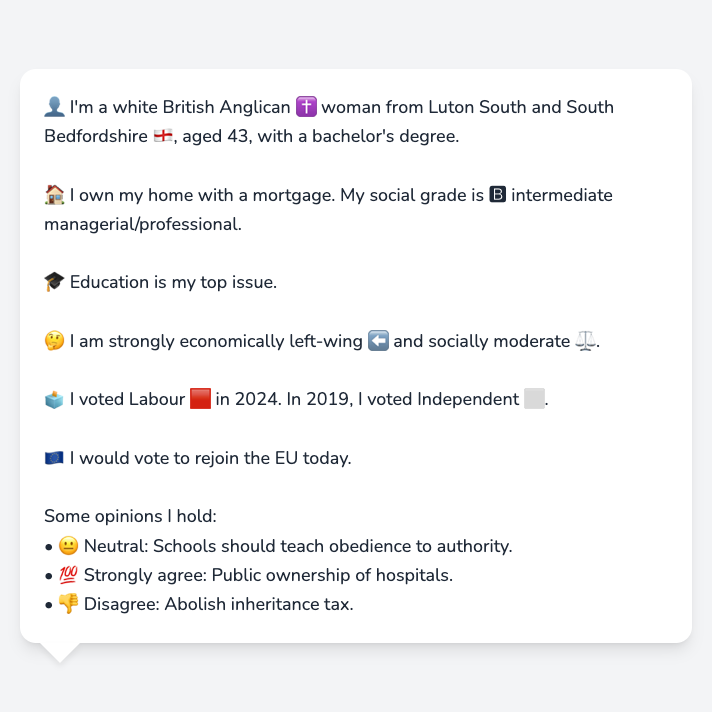 👤 I'm a white British Anglican ✝️ woman from Luton South and South
Bedfordshire 🏴󠁧󠁢󠁥󠁮󠁧󠁿, aged 43, with a bachelor's degree.
🏠 I own my home with a mortgage. My social grade is 🅱 intermediate
managerial/professional.
🎓 Education is my top issue.
🤔 I am strongly economically left-wing ⬅️ and socially moderate ⚖️.
🗳️ I voted Labour 🟥 in 2024. In 2019, I voted Independent ⬜.
🇪🇺 I would vote to rejoin the EU today.
Some opinions I hold:
• 😐 Neutral: Schools should teach obedience to authority.
• 💯 Strongly agree: Public ownership of hospitals.
• 👎 Disagree: Abolish inheritance tax.